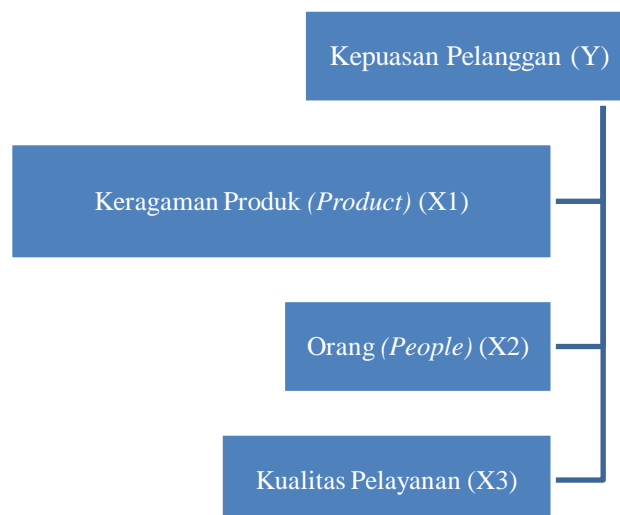 Kepuasan Pelanggan (Y)
Keragaman Produk (Product) (X1)
Orang (People) (X2)
Kualitas Pelayanan (X3)